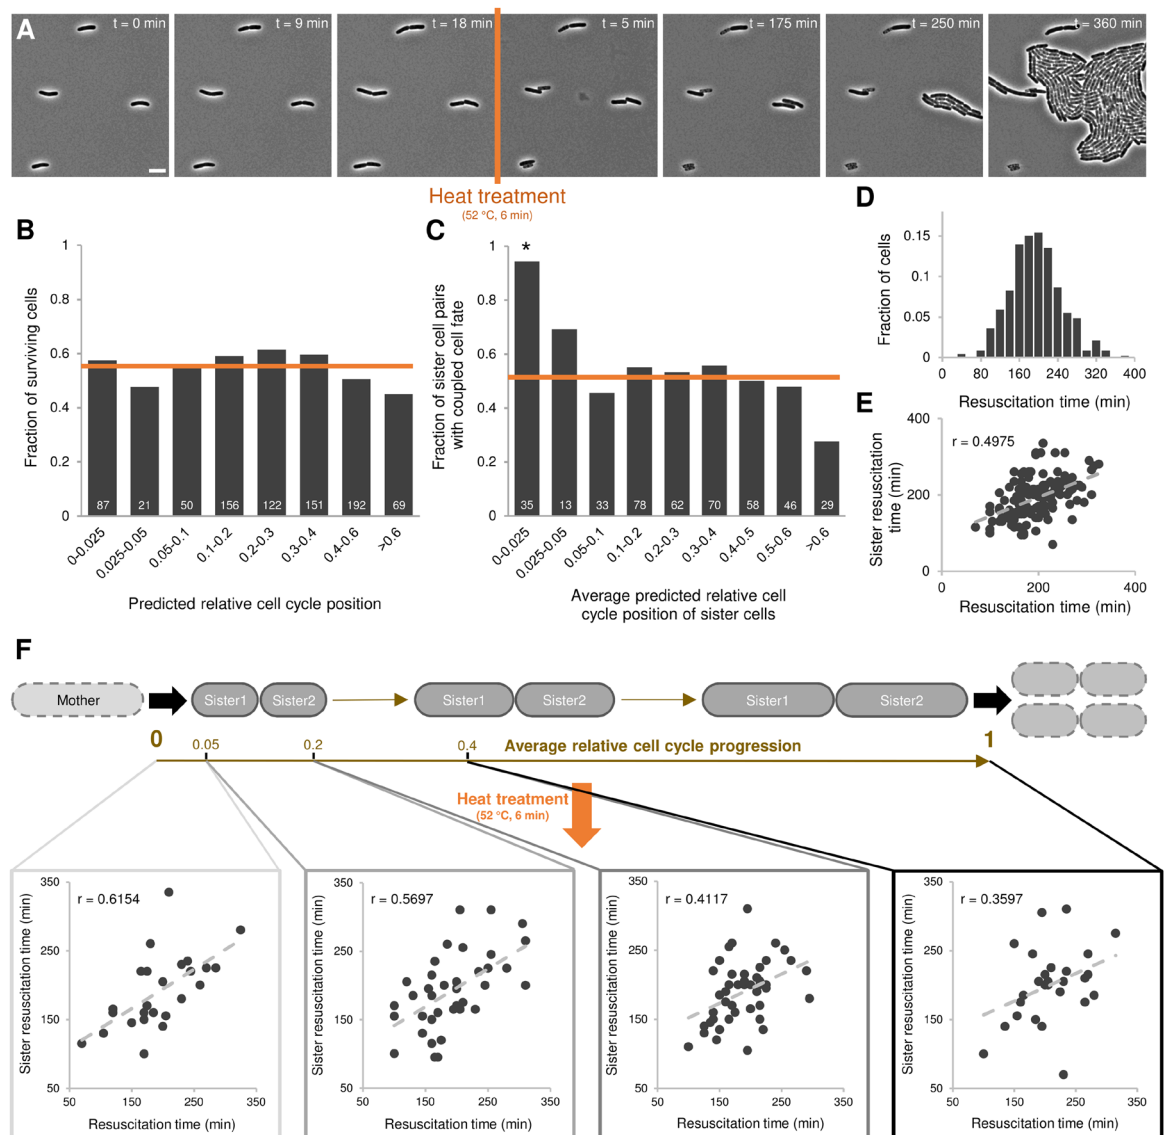 A
t = 0 min
t = 9 min
t = 18 min
t = 5 min
t = 175 min
t = 250 min
t = 360 min
Heat treatment
(52 °C, 6 min)
B
Fraction of surviving cells
1
0.8
0.6
0.4
0.2
0
87
21
50
156
122
151
192
69
0-0.025
0.025-0.05
0.05-0.1
0.1-0.2
0.2-0.3
0.3-0.4
0.4-0.6
>0.6
Predicted relative cell cycle position
C
Fraction of sister cell pairs
with coupled cell fate
1
0.8
0.6
0.4
0.2
0
*
35
13
33
78
62
70
58
46
29
0-0.025
0.025-0.05
0.05-0.1
0.1-0.2
0.2-0.3
0.3-0.4
0.4-0.5
0.5-0.6
>0.6
Average predicted relative cell
cycle position of sister cells
D
Fraction of cells
0.15
0.1
0.05
0
0 80 160 240 320 400
Resuscitation time (min)
E
Sister resuscitation
time (min)
400
200
0
r = 0.4975
0 200 400
Resuscitation time (min)
F
Mother
Sister1 Sister2
Sister1 Sister2
Sister1 Sister2
0 0.05 0.2 0.4 Average relative cell cycle progression 1
Heat treatment
(52 °C, 6 min)
Sister resuscitation time (min)
350
250
150
50
r = 0.6154
50 150 250 350
Resuscitation time (min)
Sister resuscitation time (min)
350
250
150
50
r = 0.5697
50 150 250 350
Resuscitation time (min)
Sister resuscitation time (min)
350
250
150
50
r = 0.4117
50 150 250 350
Resuscitation time (min)
Sister resuscitation time (min)
350
250
150
50
r = 0.3597
50 150 250 350
Resuscitation time (min)